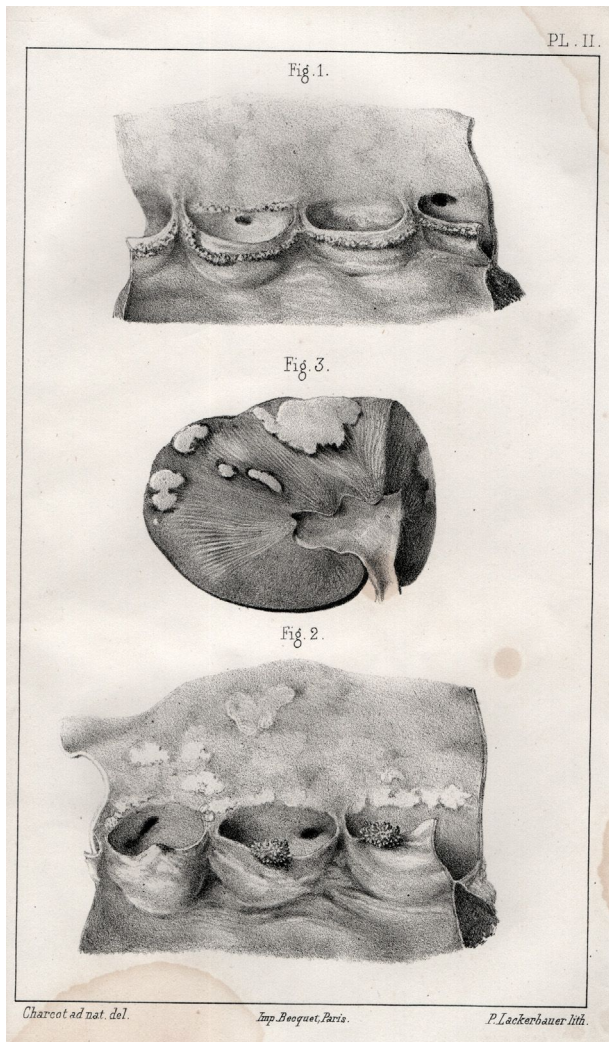 PL. II.
Fig. 1.
Fig. 3.
Fig. 2.
Charcot ad nat. del.
Imp. Becquet, Paris.
P. Lackerbauer lith.